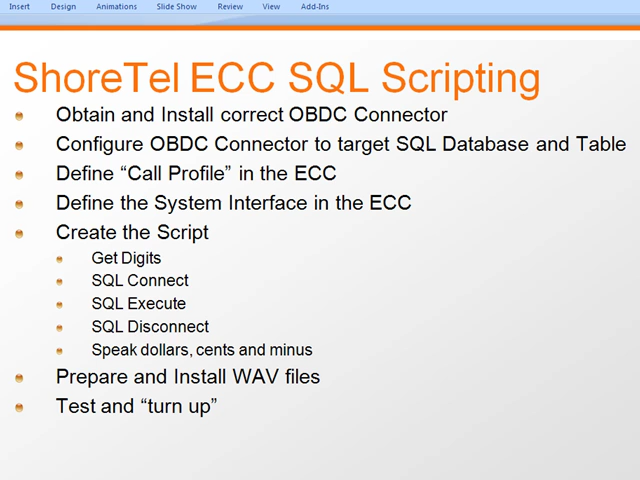 Insert Design Animations Slide Show Review View Add-Ins
ShoreTel ECC SQL Scripting
Obtain and Install correct OBDC Connector
Configure OBDC Connector to target SQL Database and Table
Define “Call Profile” in the ECC
Define the System Interface in the ECC
Create the Script
Get Digits
SQL Connect
SQL Execute
SQL Disconnect
Speak dollars, cents and minus
Prepare and Install WAV files
Test and “turn up”